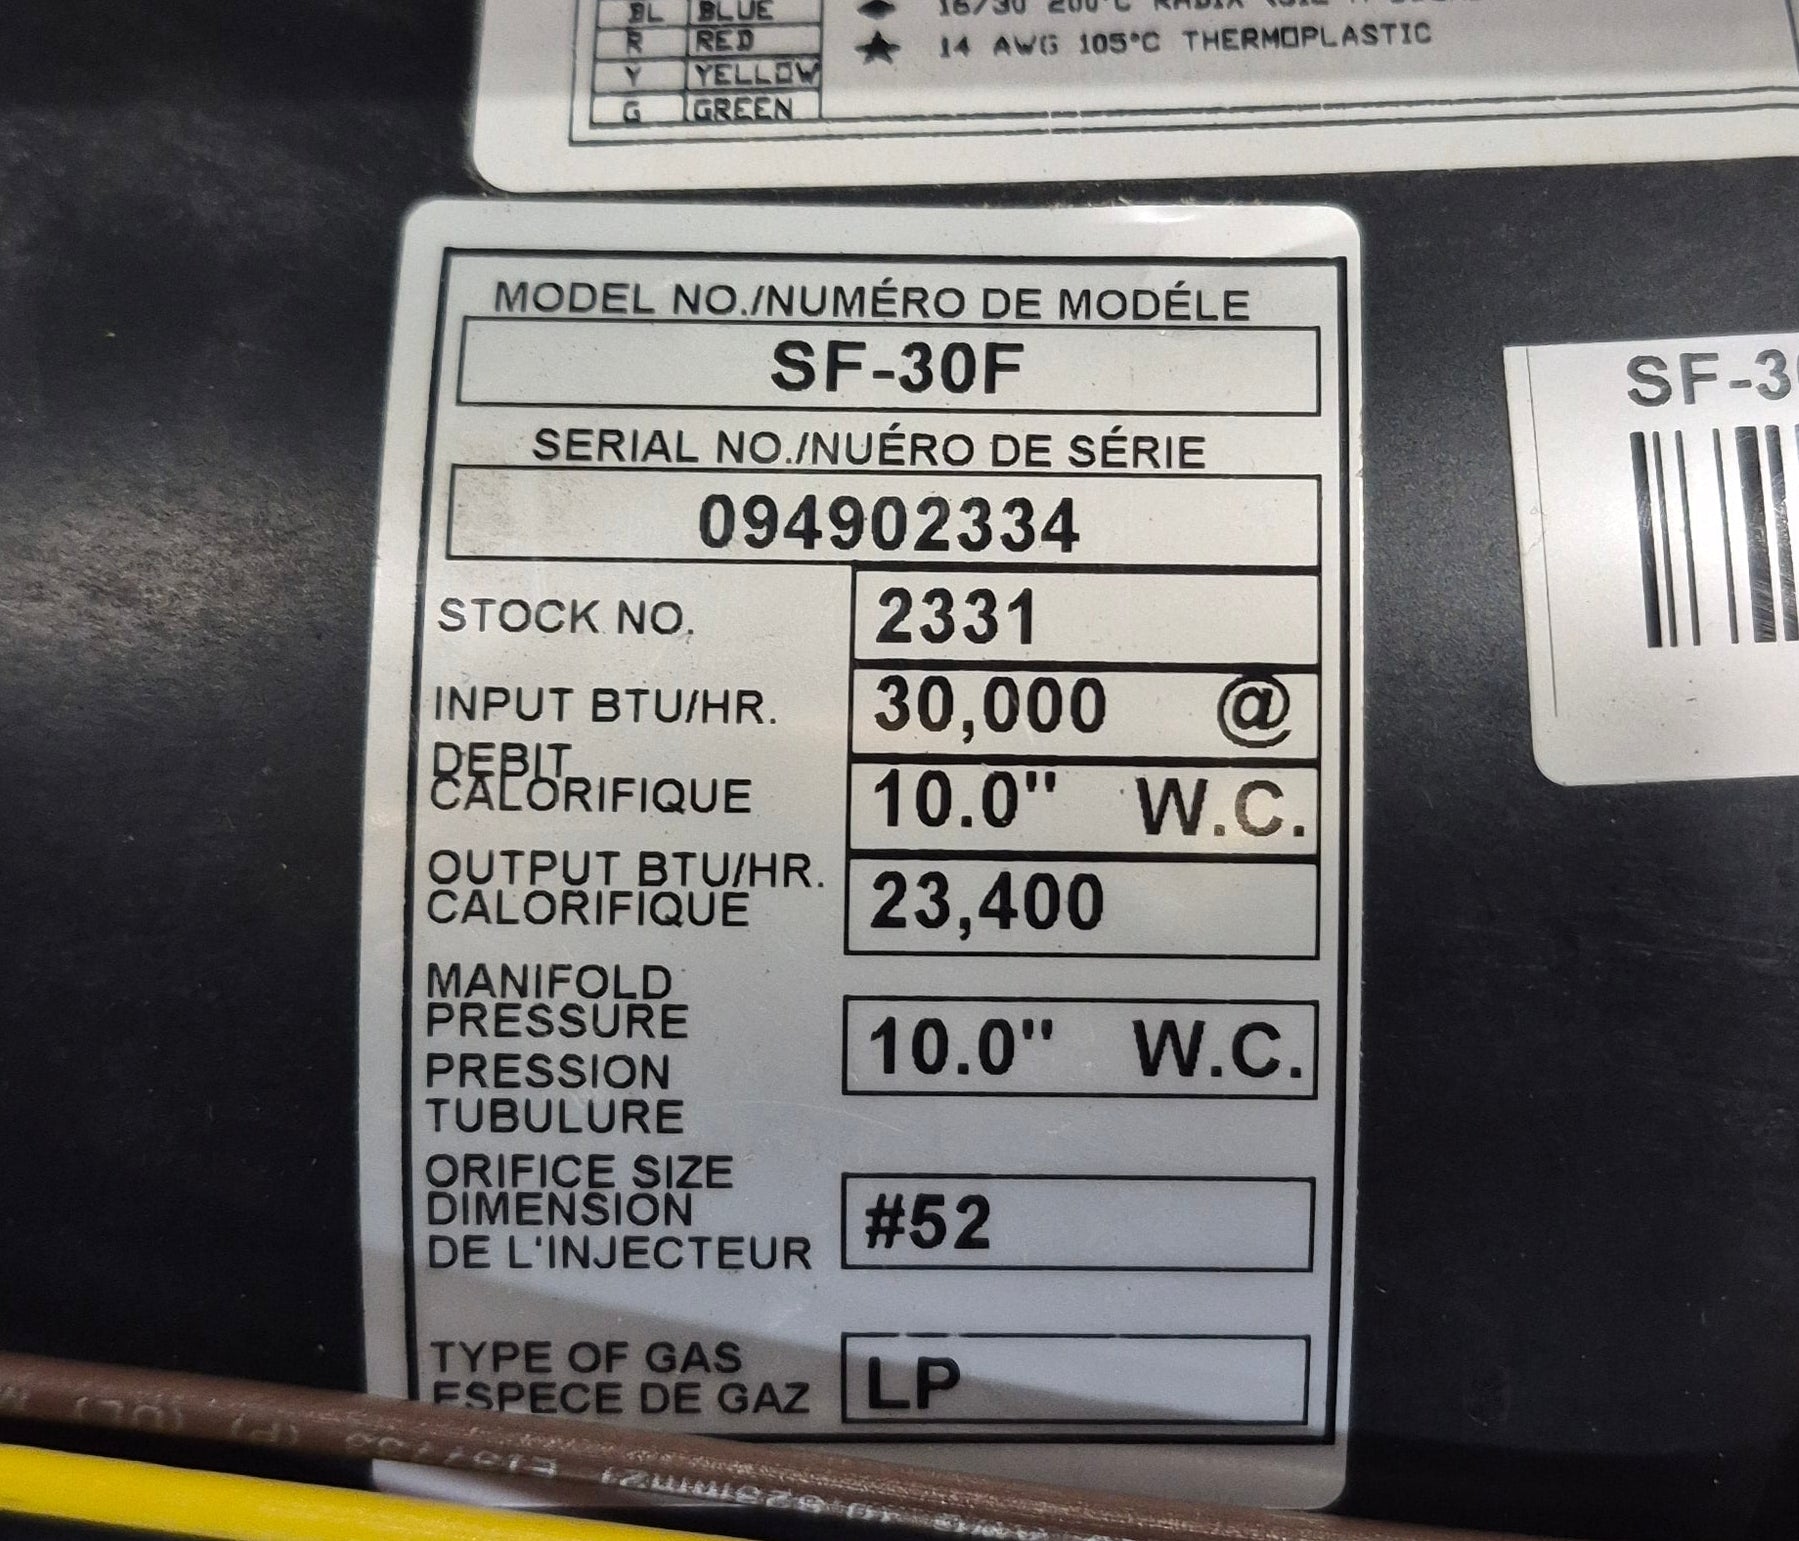 BL BLUE
R RED
Y YELLOW
G GREEN
16/30 200°C
14 AWG 105°C THERMOPLASTIC
MODEL NO./NUMÉRO DE MODÉLE
SF-30F
SERIAL NO./NUÉRO DE SÉRIE
094902334
STOCK NO. 2331
INPUT BTU/HR. 30,000 @
DEBIT
CALORIFIQUE 10.0" W.C.
OUTPUT BTU/HR.
CALORIFIQUE 23,400
MANIFOLD
PRESSURE 10.0" W.C.
PRESSION
TUBULURE
ORIFICE SIZE
DIMENSION #52
DE L'INJECTEUR
TYPE OF GAS LP
ESPECE DE GAZ
SF-3